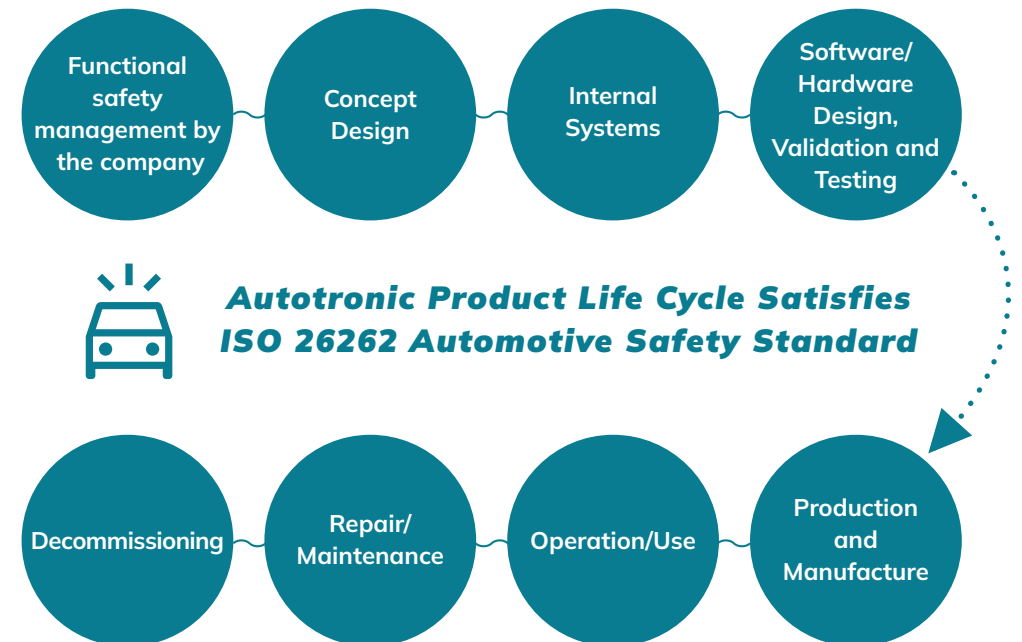 Functional
safety
management by
the company
Concept
Design
Internal
Systems
Software/
Hardware
Design,
Validation and
Testing
Autotronic Product Life Cycle Satisfies
ISO 26262 Automotive Safety Standard
Production
and
Manufacture
Operation/Use
Repair/
Maintenance
Decommissioning